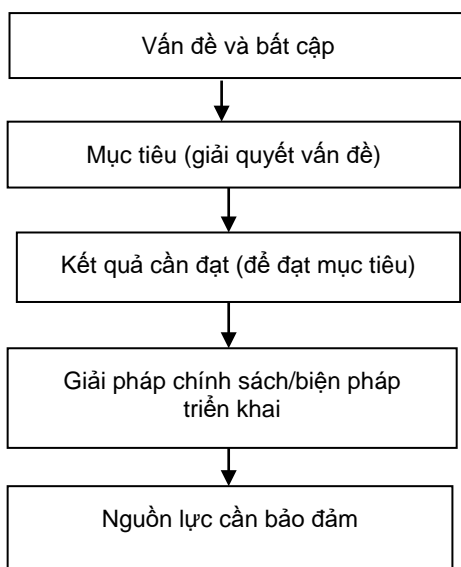 Vấn đề và bất cập
Mục tiêu (giải quyết vấn đề)
Kết quả cần đạt (để đạt mục tiêu)
Giải pháp chính sách/biện pháp
triển khai
Nguồn lực cần bảo đảm